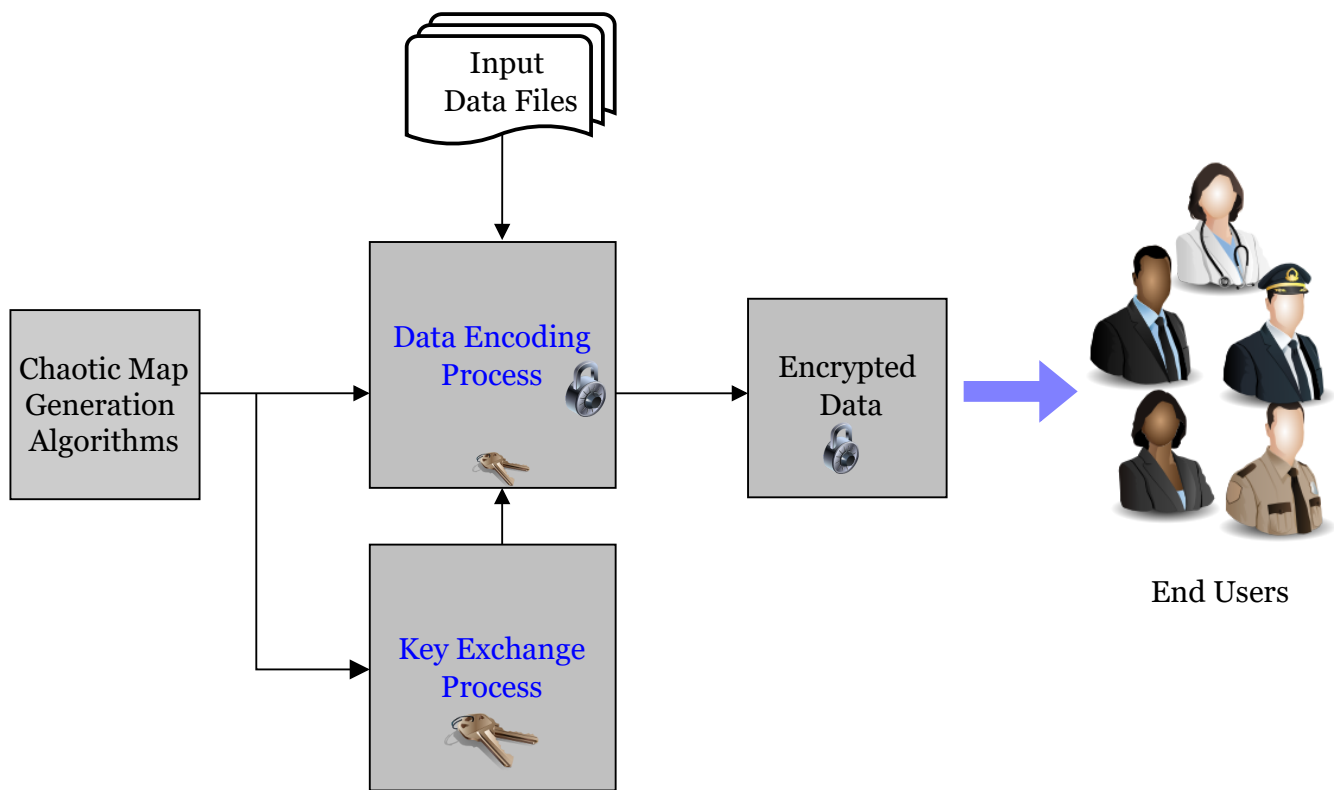 Input
Data Files
Data Encoding
Process
Chaotic Map
Generation
Algorithms
Encrypted
Data
Key Exchange
Process
End Users